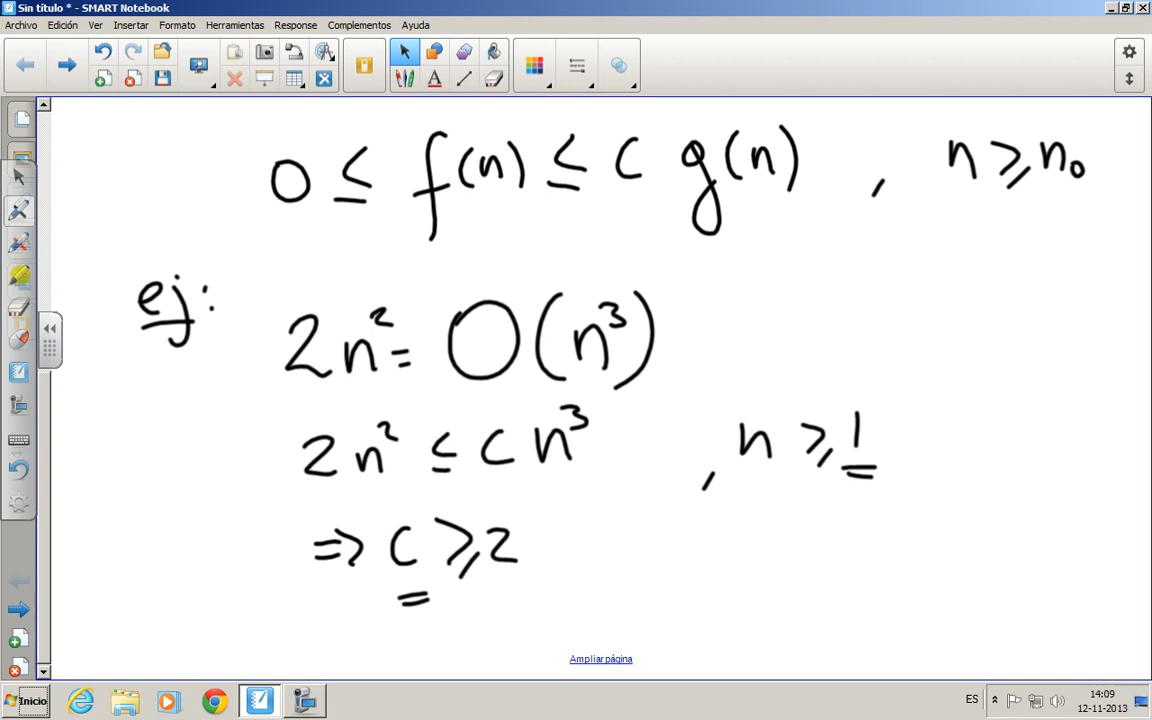 Sin título * - SMART Notebook
Archivo Edición Ver Insertar Formato Herramientas Response Complementos Ayuda
0 ≤ f(n) ≤ c g(n) , n ≥ n₀
ej:
2n² = O(n³)
2n² ≤ c n³ , n ≥ 1
⇒ c ≥ 2
Ampliar página
Inicio
ES
14:09
12-11-2013